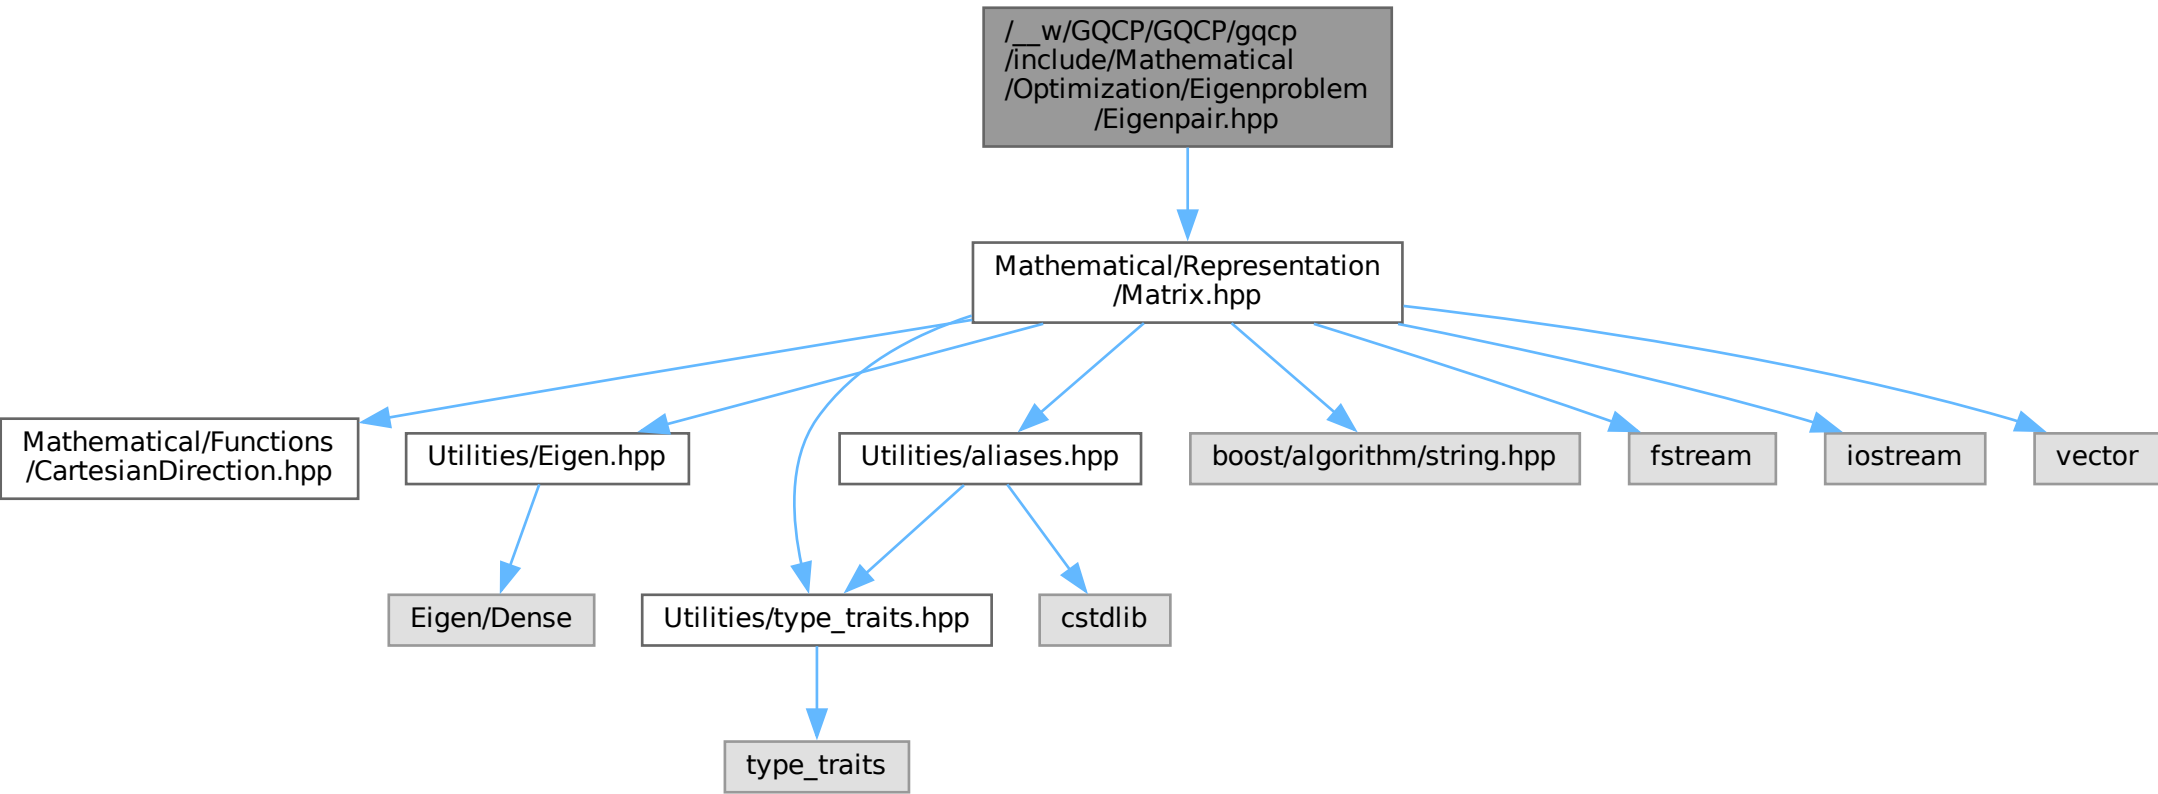 /__w/GQCP/GQCP/gqcp
/include/Mathematical
/Optimization/Eigenproblem
/Eigenpair.hpp
Mathematical/Representation
/Matrix.hpp
Mathematical/Functions
/CartesianDirection.hpp
Utilities/Eigen.hpp
Utilities/aliases.hpp
boost/algorithm/string.hpp
fstream
iostream
vector
Eigen/Dense
Utilities/type_traits.hpp
cstdlib
type_traits